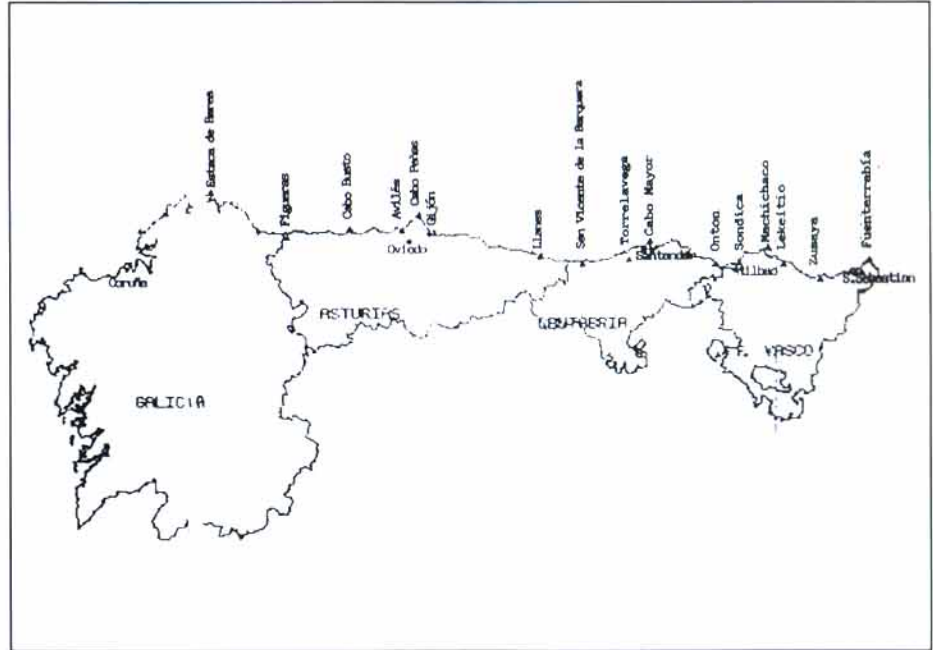 Estaca de Bares
Figueras
Cabo Busto
Avilés
Cabo Peñas
Gijón
Llanes
San Vicente de la Barquera
Torrelavega
Cabo Mayor
Onton
Sondica
Machichaco
Lekeitio
Zumaya
Fuenterrabía
Coruña
Oviedo
Santander
Bilbao
S.Sebastian
ASTURIAS
CANTABRIA
P. VASCO
GALICIA